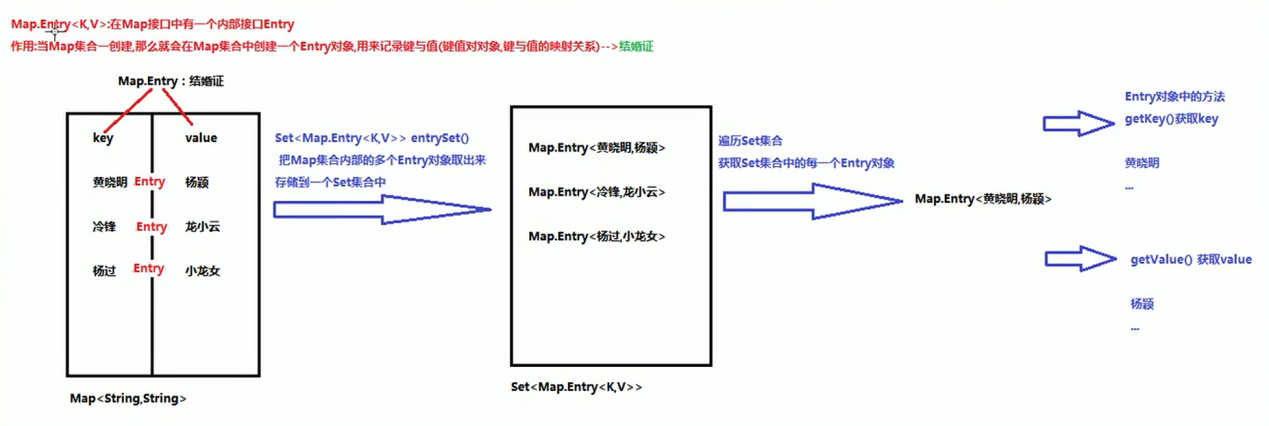 Map.Entry<K,V>:在Map接口中有一个内部接口Entry
作用:当Map集合一创建,那么就会在Map集合中创建一个Entry对象,用来记录键与值(键值对对象,键与值的映射关系)-->结婚证
Map.Entry：结婚证
key value
黄晓明 Entry 杨颖
冷锋 Entry 龙小云
杨过 Entry 小龙女
Map<String,String>
Set<Map.Entry<K,V>> entrySet()
把Map集合内部的多个Entry对象取出来
存储到一个Set集合中
Map.Entry<黄晓明,杨颖>
Map.Entry<冷锋,龙小云>
Map.Entry<杨过,小龙女>
Set<Map.Entry<K,V>>
遍历Set集合
获取Set集合中的每一个Entry对象
Map.Entry<黄晓明,杨颖>
Entry对象中的方法
getKey()获取key
黄晓明
...
getValue() 获取value
杨颖
...